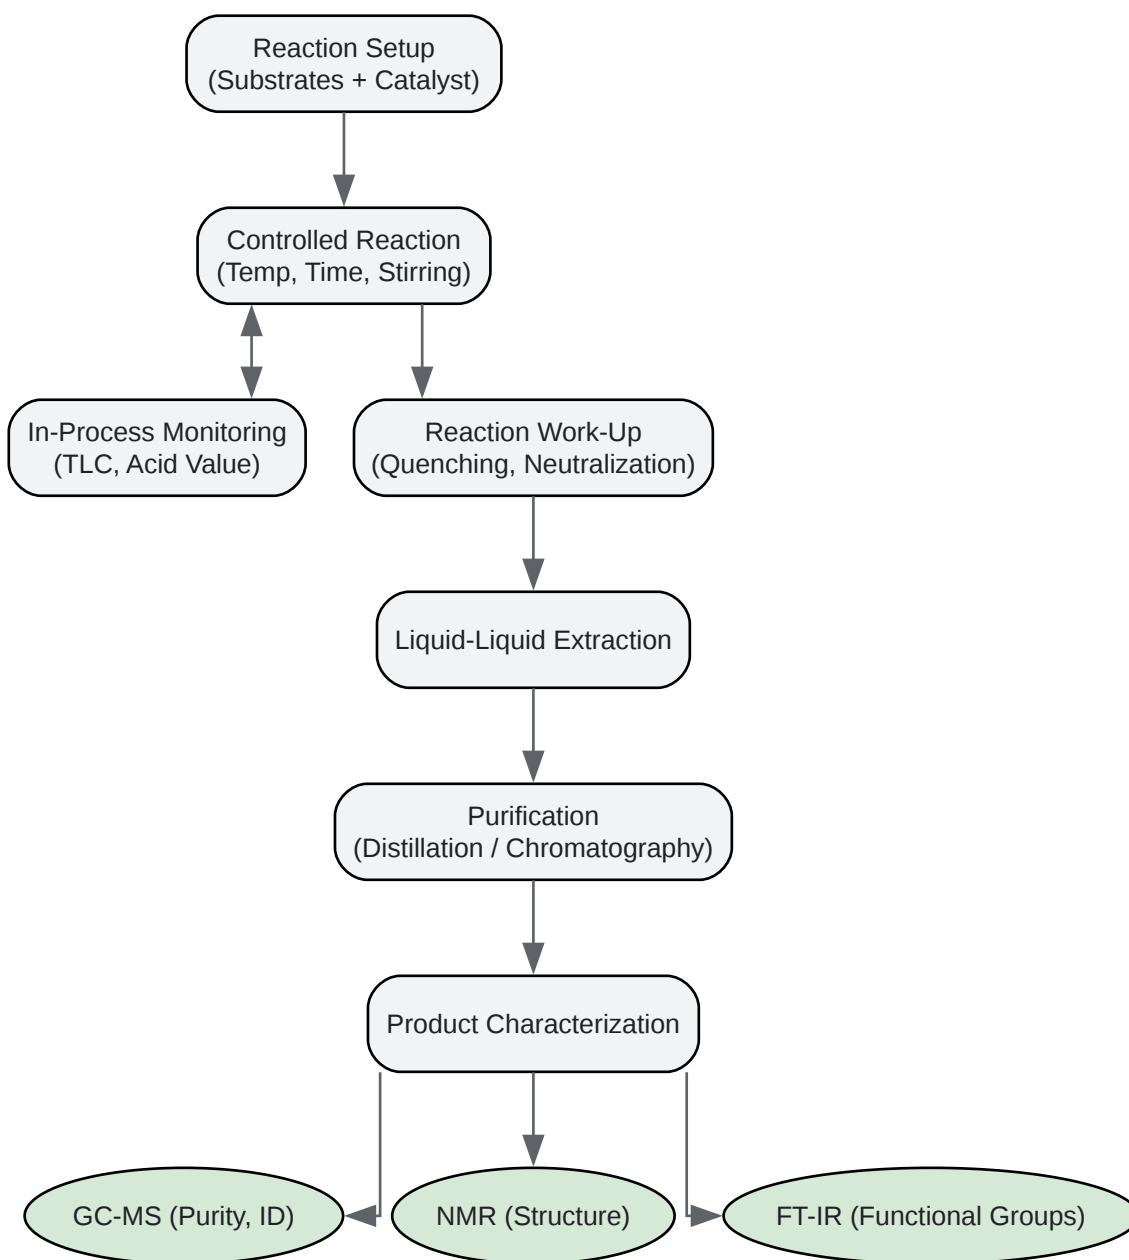 Reaction Setup
(Substrates + Catalyst)
Controlled Reaction
(Temp, Time, Stirring)
In-Process Monitoring
(TLC, Acid Value)
Reaction Work-Up
(Quenching, Neutralization)
Liquid-Liquid Extraction
Purification
(Distillation / Chromatography)
Product Characterization
GC-MS (Purity, ID)
NMR (Structure)
FT-IR (Functional Groups)